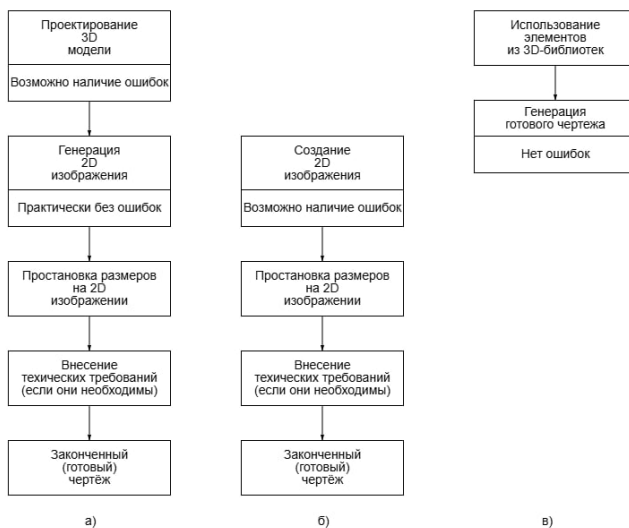 Проектирование
3D
модели
Возможно наличие ошибок
Генерация
2D
изображения
Практически без ошибок
Простановка размеров
на 2D
изображении
Внесение
техических требований
(если они необходимы)
Законченный
(готовый)
чертёж
а)
Создание
2D
изображения
Возможно наличие ошибок
Простановка размеров
на 2D
изображении
Внесение
техических требований
(если они необходимы)
Законченный
(готовый)
чертёж
б)
Использование
элементов
из 3D-библиотек
Генерация
готового чертежа
Нет ошибок
в)